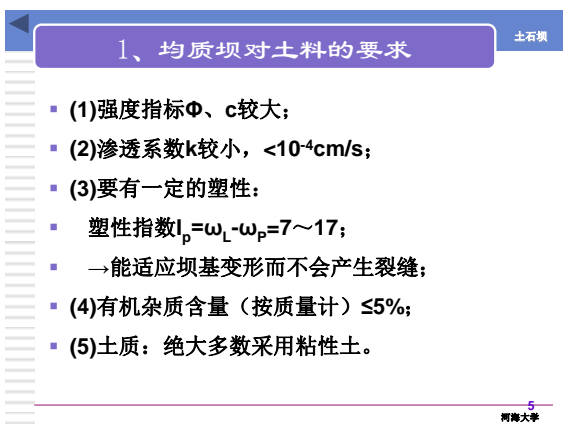 土石坝
1、均质坝对土料的要求
(1)强度指标Φ、c较大；
(2)渗透系数k较小，<10-4cm/s；
(3)要有一定的塑性：
塑性指数Ip=ωL-ωP=7～17；
→能适应坝基变形而不会产生裂缝；
(4)有机杂质含量（按质量计）≤5%；
(5)土质：绝大多数采用粘性土。
5
河海大学